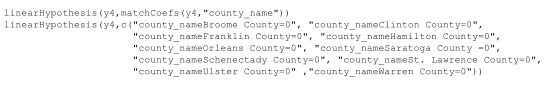 linearHypothesis(y4,matchCoefs(y4,"county_name"))
linearHypothesis(y4,c("county_nameBroome County=0", "county_nameClinton County=0",
"county_nameFranklin County=0", "county_nameHamilton County=0",
"county_nameOrleans County=0", "county_nameSaratoga County =0",
"county_nameSchenectady County=0", "county_nameSt. Lawrence County=0",
"county_nameUlster County=0" ,"county_nameWarren County=0"))